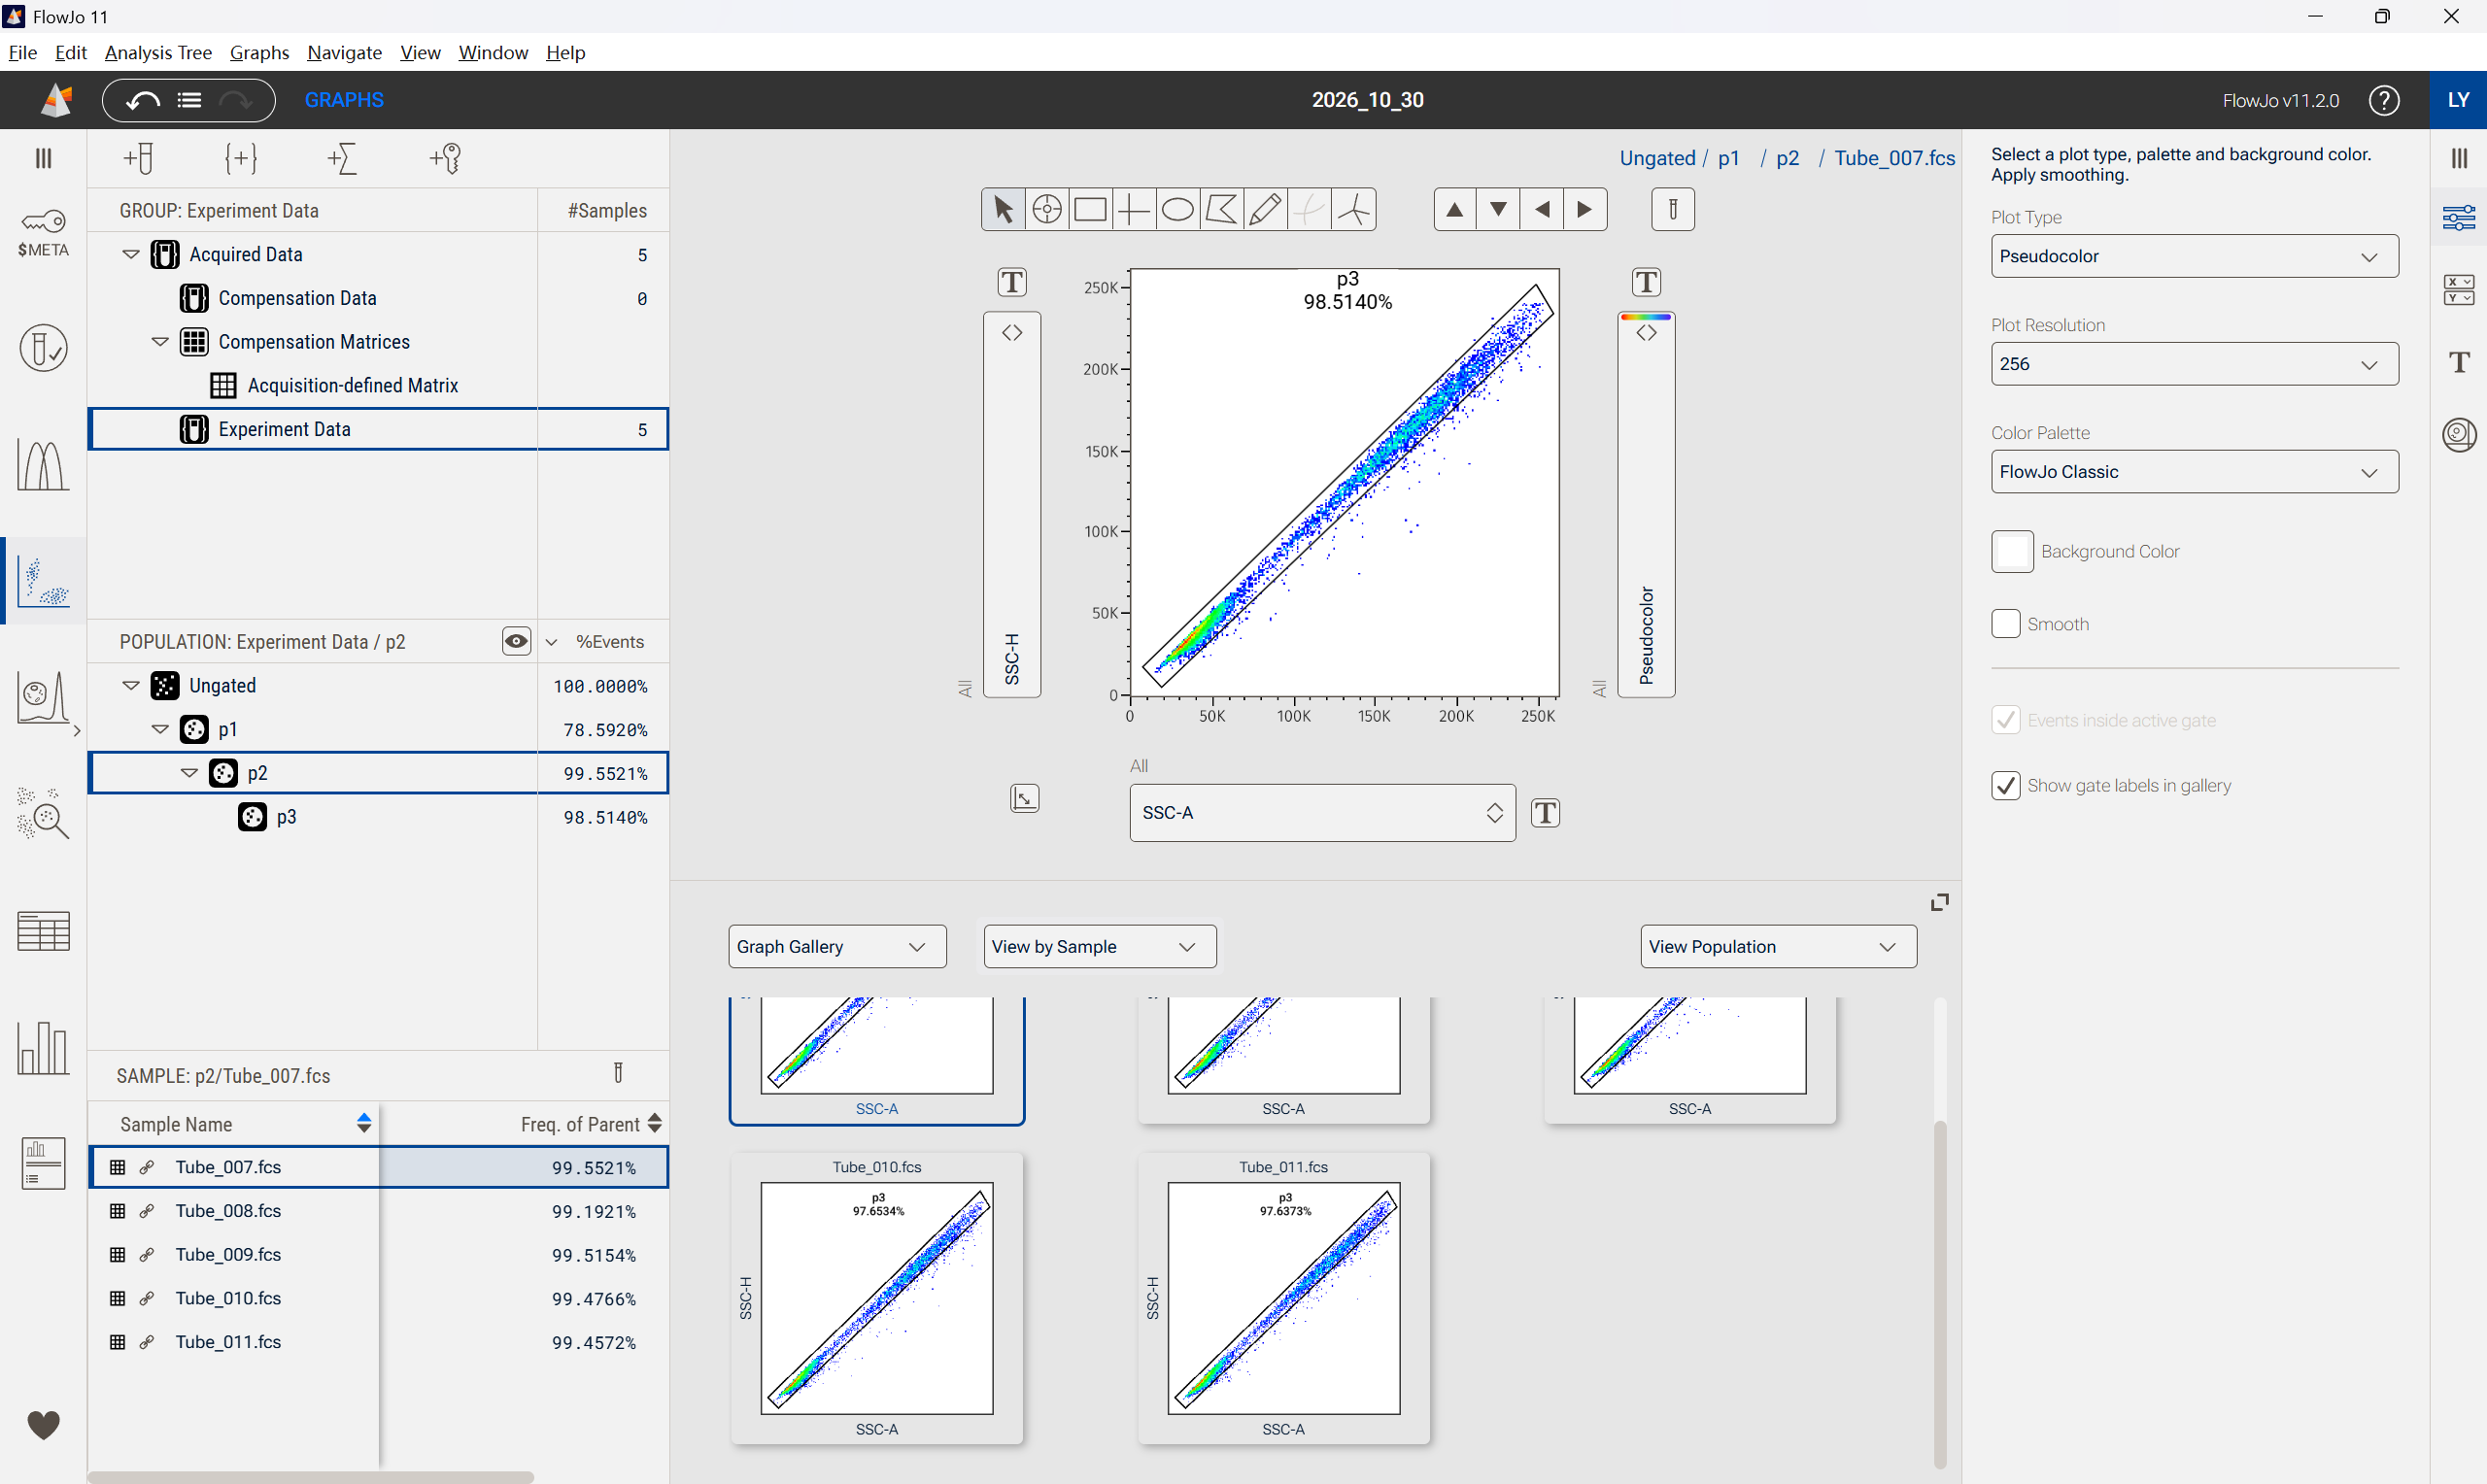 FlowJo 11
File Edit Analysis Tree Graphs Navigate View Window Help
GRAPHS
2026_10_30
FlowJo v11.2.0
?
LY
$META
GROUP: Experiment Data #Samples
Acquired Data 5
Compensation Data 0
Compensation Matrices
Acquisition-defined Matrix
Experiment Data 5
POPULATION: Experiment Data / p2 %Events
Ungated 100.0000%
p1 78.5920%
p2 99.5521%
p3 98.5140%
SAMPLE: p2/Tube_007.fcs
Sample Name Freq. of Parent
Tube_007.fcs 99.5521%
Tube_008.fcs 99.1921%
Tube_009.fcs 99.5154%
Tube_010.fcs 99.4766%
Tube_011.fcs 99.4572%
Ungated / p1 / p2 / Tube_007.fcs
T
T
p3
98.5140%
250K
200K
150K
100K
50K
0
0 50K 100K 150K 200K 250K
All
SSC-H
All
Pseudocolor
All
SSC-A
T
Graph Gallery
View by Sample
View Population
SSC-A
SSC-A
SSC-A
Tube_010.fcs
p3
97.6534%
SSC-H
SSC-A
Tube_011.fcs
p3
97.6373%
SSC-H
SSC-A
Select a plot type, palette and background color.
Apply smoothing.
Plot Type
Pseudocolor
Plot Resolution
256
Color Palette
FlowJo Classic
Background Color
Smooth
Events inside active gate
Show gate labels in gallery
X
Y
T